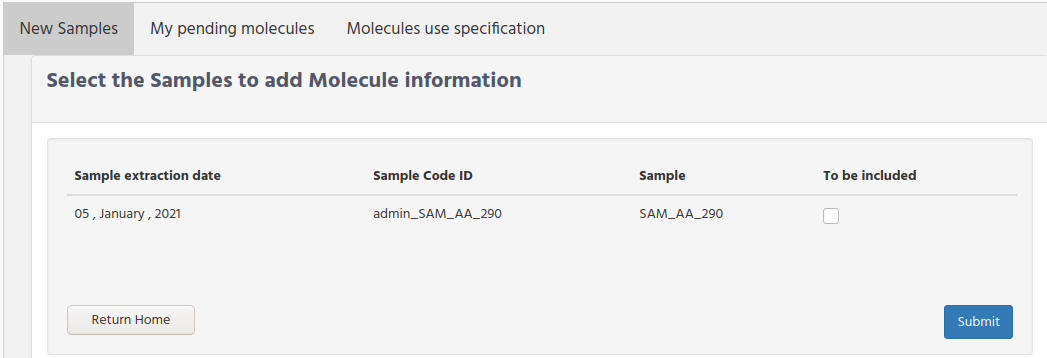 New Samples My pending molecules Molecules use specification
Select the Samples to add Molecule information
Sample extraction date Sample Code ID Sample To be included
05 , January , 2021 admin_SAM_AA_290 SAM_AA_290
Return Home Submit